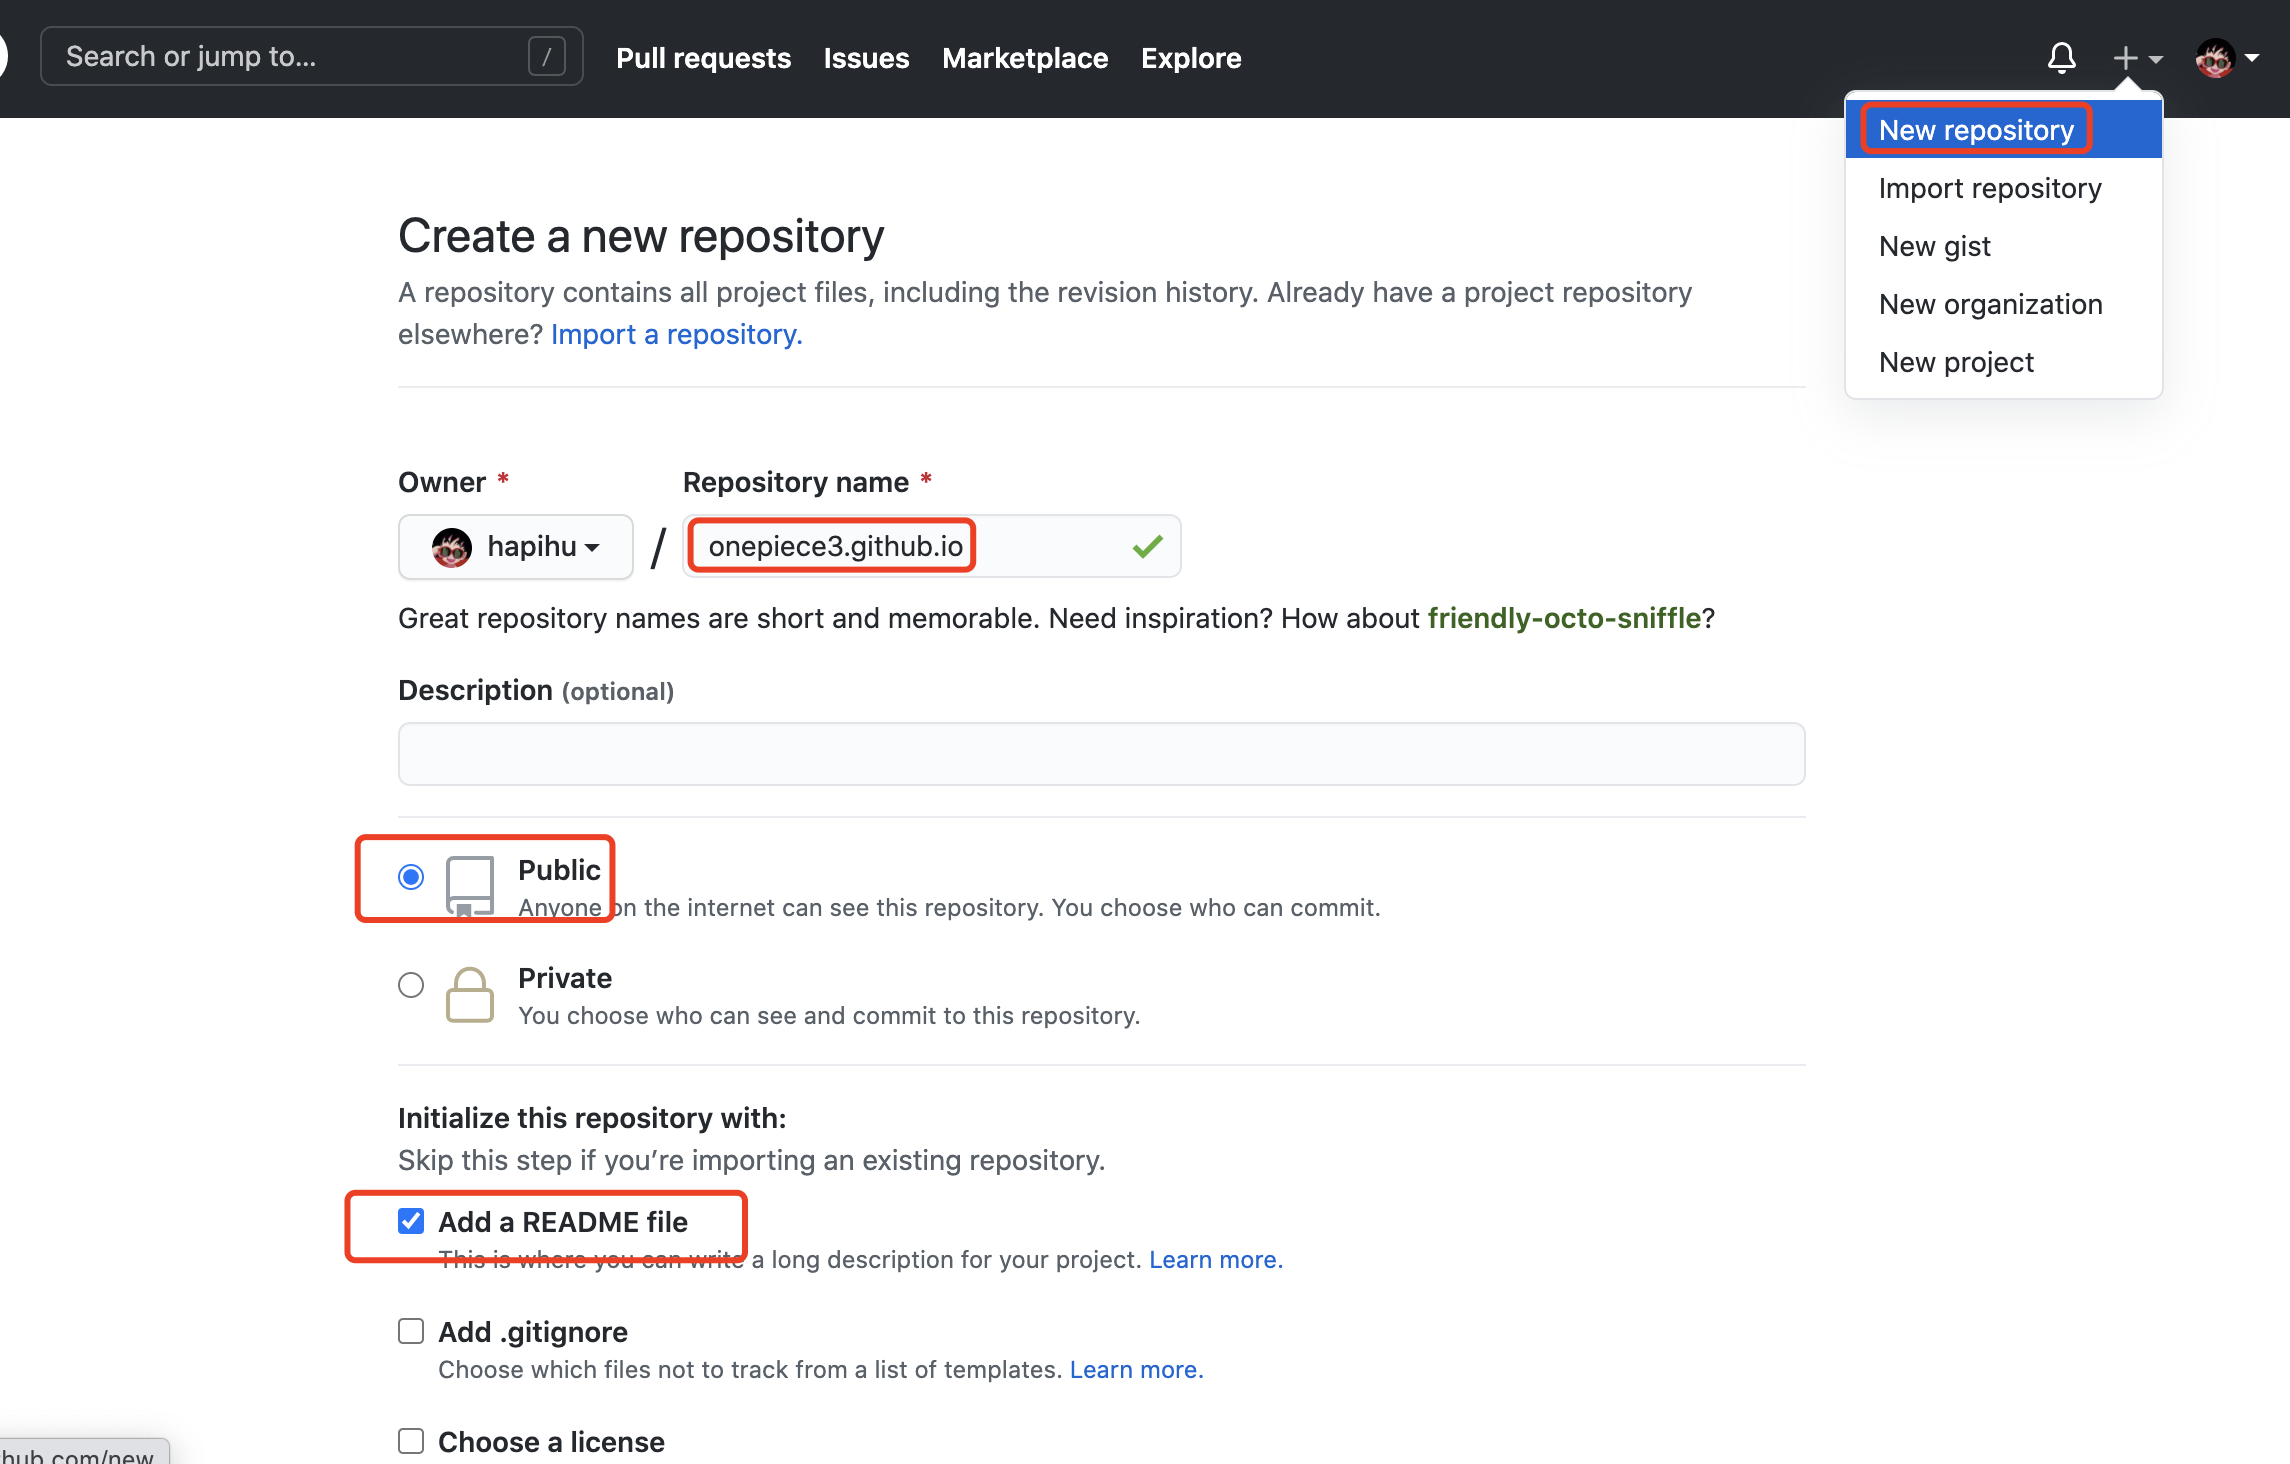 Search or jump to... /
Pull requests Issues Marketplace Explore
New repository
Import repository
New gist
New organization
New project
Create a new repository
A repository contains all project files, including the revision history. Already have a project repository
elsewhere? Import a repository.
Owner * Repository name *
hapihu / onepiece3.github.io
Great repository names are short and memorable. Need inspiration? How about friendly-octo-sniffle?
Description (optional)
Public
Anyone on the internet can see this repository. You choose who can commit.
Private
You choose who can see and commit to this repository.
Initialize this repository with:
Skip this step if you’re importing an existing repository.
Add a README file
This is where you can write a long description for your project. Learn more.
Add .gitignore
Choose which files not to track from a list of templates. Learn more.
Choose a license
hub.com/new